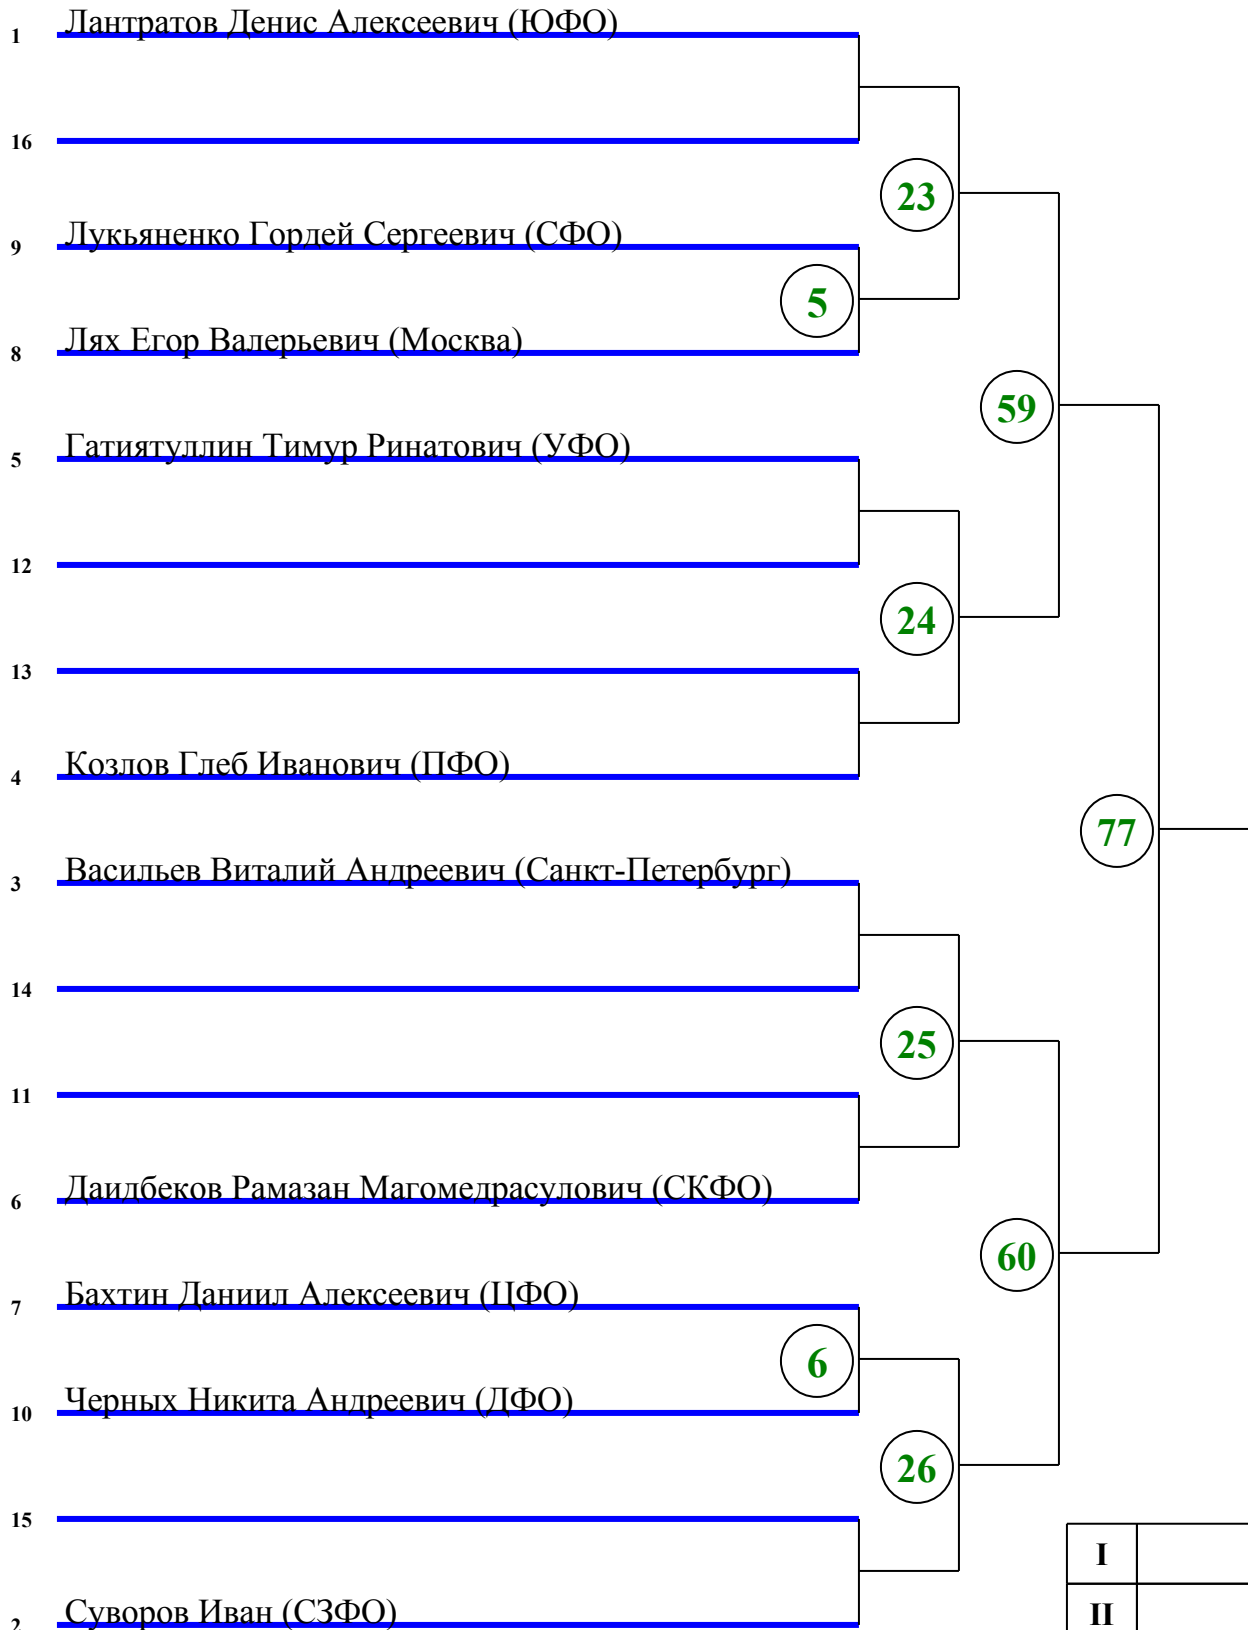 1 Лантратов Денис Алексеевич (ЮФО)
16
23
9 Лукьяненко Гордей Сергеевич (СФО)
5
8 Лях Егор Валерьевич (Москва)
59
5 Гатиятуллин Тимур Ринатович (УФО)
12
24
13
4 Козлов Глеб Иванович (ПФО)
77
3 Васильев Виталий Андреевич (Санкт-Петербург)
14
25
11
6 Даидбеков Рамазан Магомедрасулович (СКФО)
60
7 Бахтин Даниил Алексеевич (ЦФО)
6
10 Черных Никита Андреевич (ДФО)
26
15
I
2 Суворов Иван (СЗФО)
II